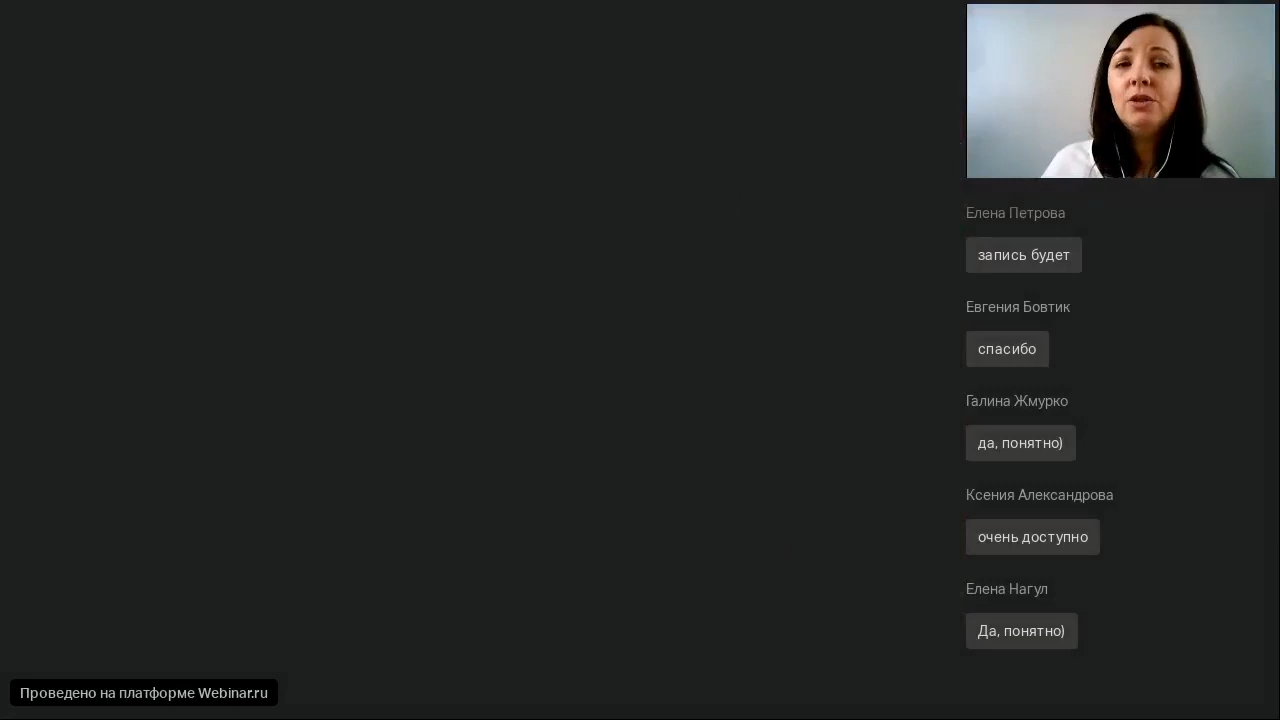 Елена Петрова
запись будет
Евгения Бовтик
спасибо
Галина Жмурко
да, понятно)
Ксения Александрова
очень доступно
Елена Нагул
Да, понятно)
Проведено на платформе Webinar.ru